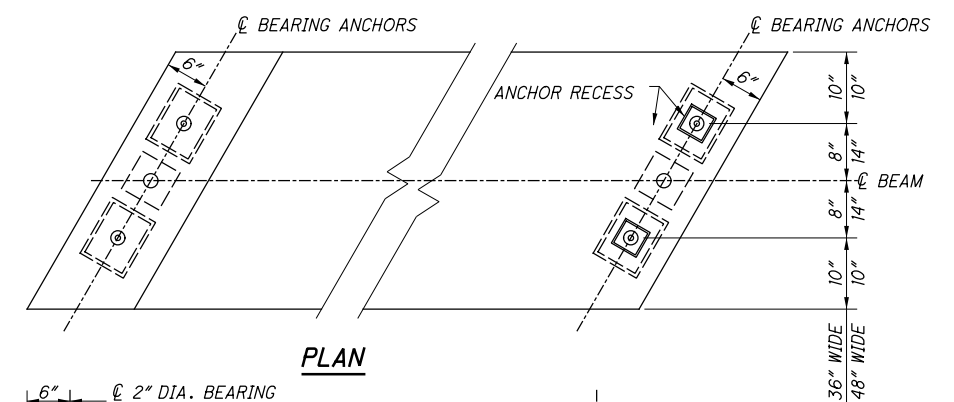 ℄ BEARING ANCHORS
℄ BEARING ANCHORS
6"
6"
ANCHOR RECESS
10"
10"
8"
14"
℄ BEAM
8"
14"
10"
10"
36" WIDE
48" WIDE
PLAN
6"
℄ 2" DIA. BEARING